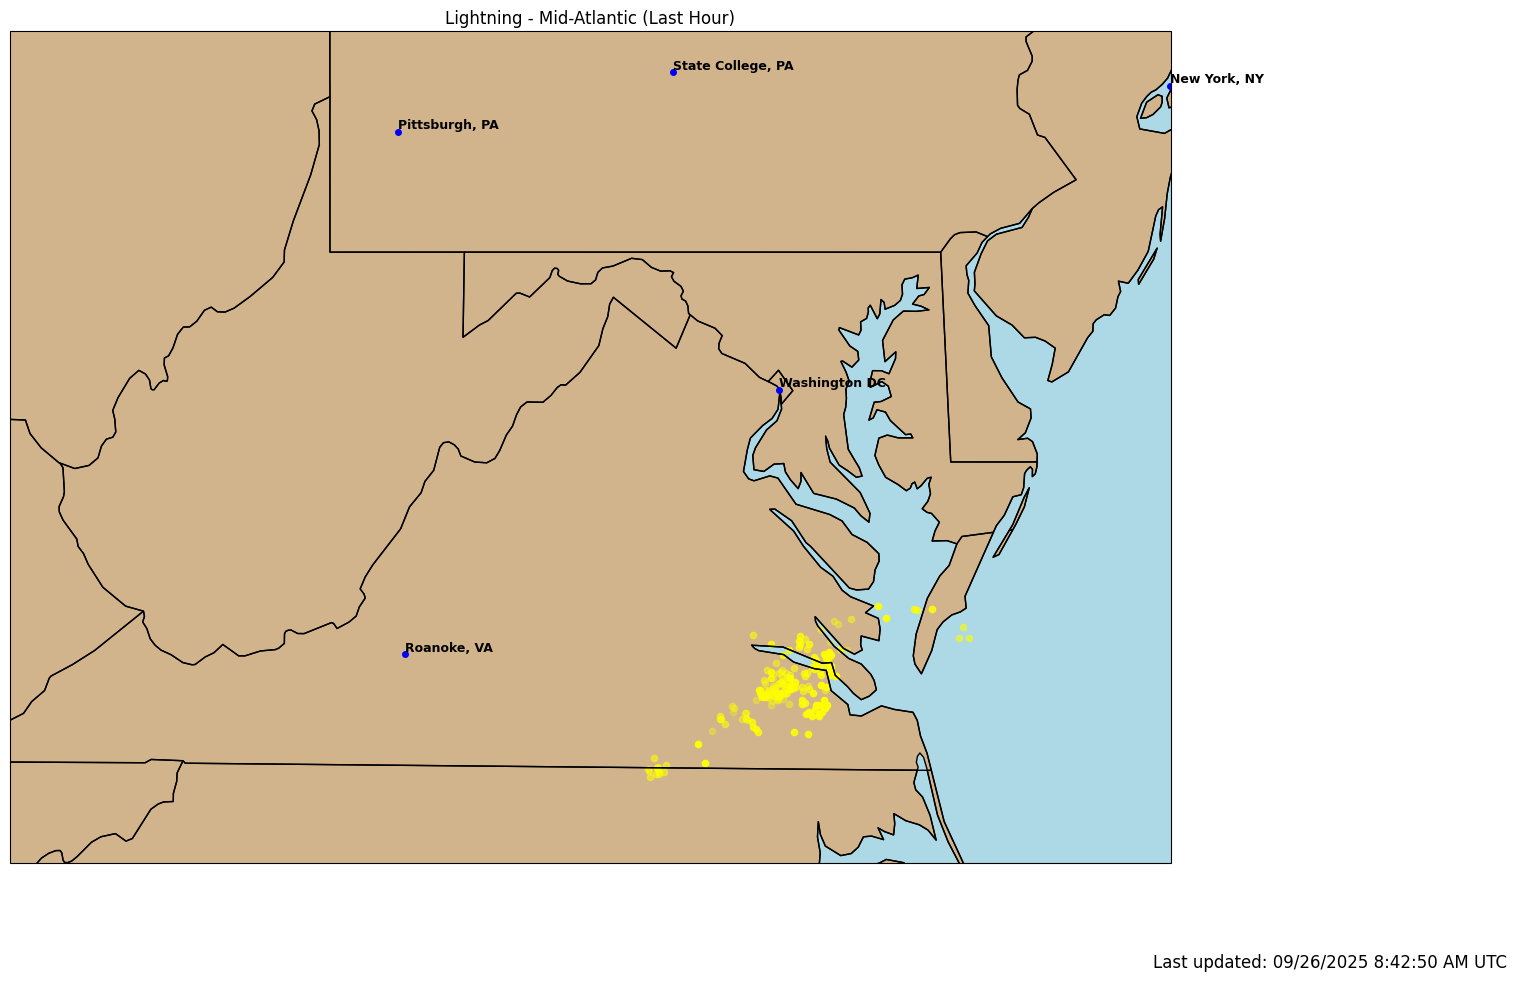 Lightning - Mid-Atlantic (Last Hour)
State College, PA
New York, NY
Pittsburgh, PA
Washington DC
Roanoke, VA
Last updated: 09/26/2025 8:42:50 AM UTC